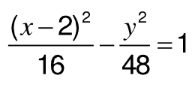 (x – 2)²/16 – y²/48 = 1